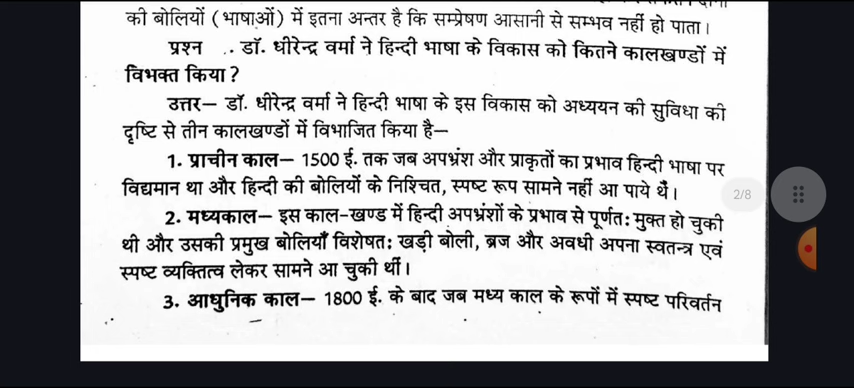 की बोलियों (भाषाओं) में इतना अन्तर है कि सम्प्रेषण आसानी से सम्भव नहीं हो पाता।
प्रश्न .. डॉ. धीरेन्द्र वर्मा ने हिन्दी भाषा के विकास को कितने कालखण्डों में
विभक्त किया?
उत्तर– डॉ. धीरेन्द्र वर्मा ने हिन्दी भाषा के इस विकास को अध्ययन की सुविधा की
दृष्टि से तीन कालखण्डों में विभाजित किया है–
1. प्राचीन काल– 1500 ई. तक जब अपभ्रंश और प्राकृतों का प्रभाव हिन्दी भाषा पर
विद्यमान था और हिन्दी की बोलियों के निश्चित, स्पष्ट रूप सामने नहीं आ पाये थे।
2/8
2. मध्यकाल– इस काल-खण्ड में हिन्दी अपभ्रंशों के प्रभाव से पूर्णत: मुक्त हो चुकी
थी और उसकी प्रमुख बोलियाँ विशेषत: खड़ी बोली, ब्रज और अवधी अपना स्वतन्त्र एवं
स्पष्ट व्यक्तित्व लेकर सामने आ चुकी थीं।
3. आधुनिक काल– 1800 ई. के बाद जब मध्य काल के रूपों में स्पष्ट परिवर्तन